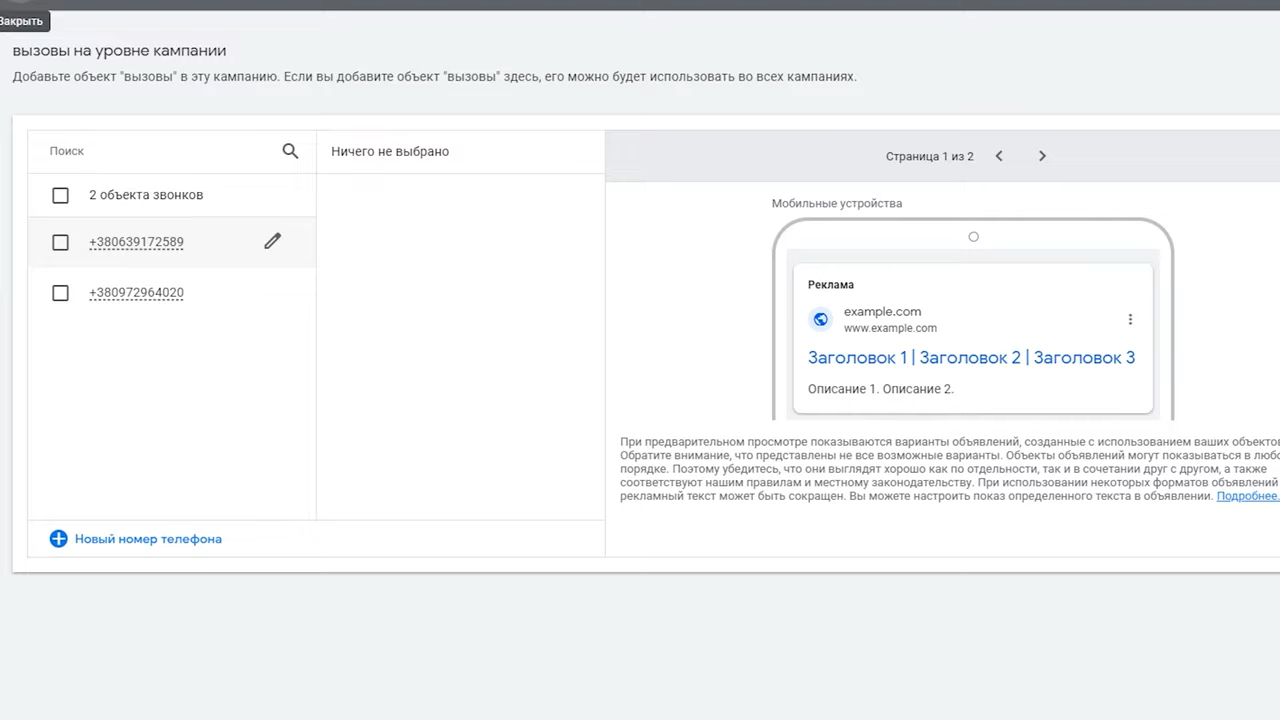 Закрыть
вызовы на уровне кампании
Добавьте объект "вызовы" в эту кампанию. Если вы добавите объект "вызовы" здесь, его можно будет использовать во всех кампаниях.
Поиск
Ничего не выбрано
2 объекта звонков
+380639172589
+380972964020
Новый номер телефона
Страница 1 из 2
Мобильные устройства
Реклама
example.com
www.example.com
Заголовок 1 | Заголовок 2 | Заголовок 3
Описание 1. Описание 2.
При предварительном просмотре показываются варианты объявлений, созданные с использованием ваших объектов
Обратите внимание, что представлены не все возможные варианты. Объекты объявлений могут показываться в
порядке. Поэтому убедитесь, что они выглядят хорошо как по отдельности, так и в сочетании друг с другом, а также
соответствуют нашим правилам и местному законодательству. При использовании некоторых форматов объявлений
рекламный текст может быть сокращен. Вы можете настроить показ определенного текста в объявлении. Подробнее.